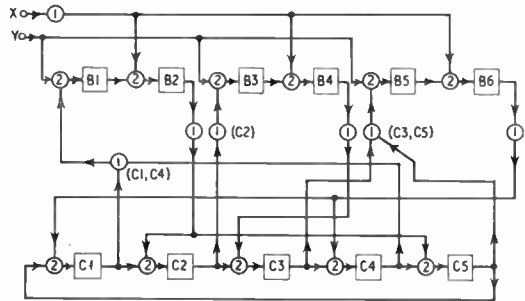 X 1
Y
2 B1 2 B2 2 B3 2 B4 2 B5 2 B6
1 1 (C2) 1 1 (C3,C5) 1
1
(C1,C4)
2 C1 2 C2 2 C3 2 C4 2 C5